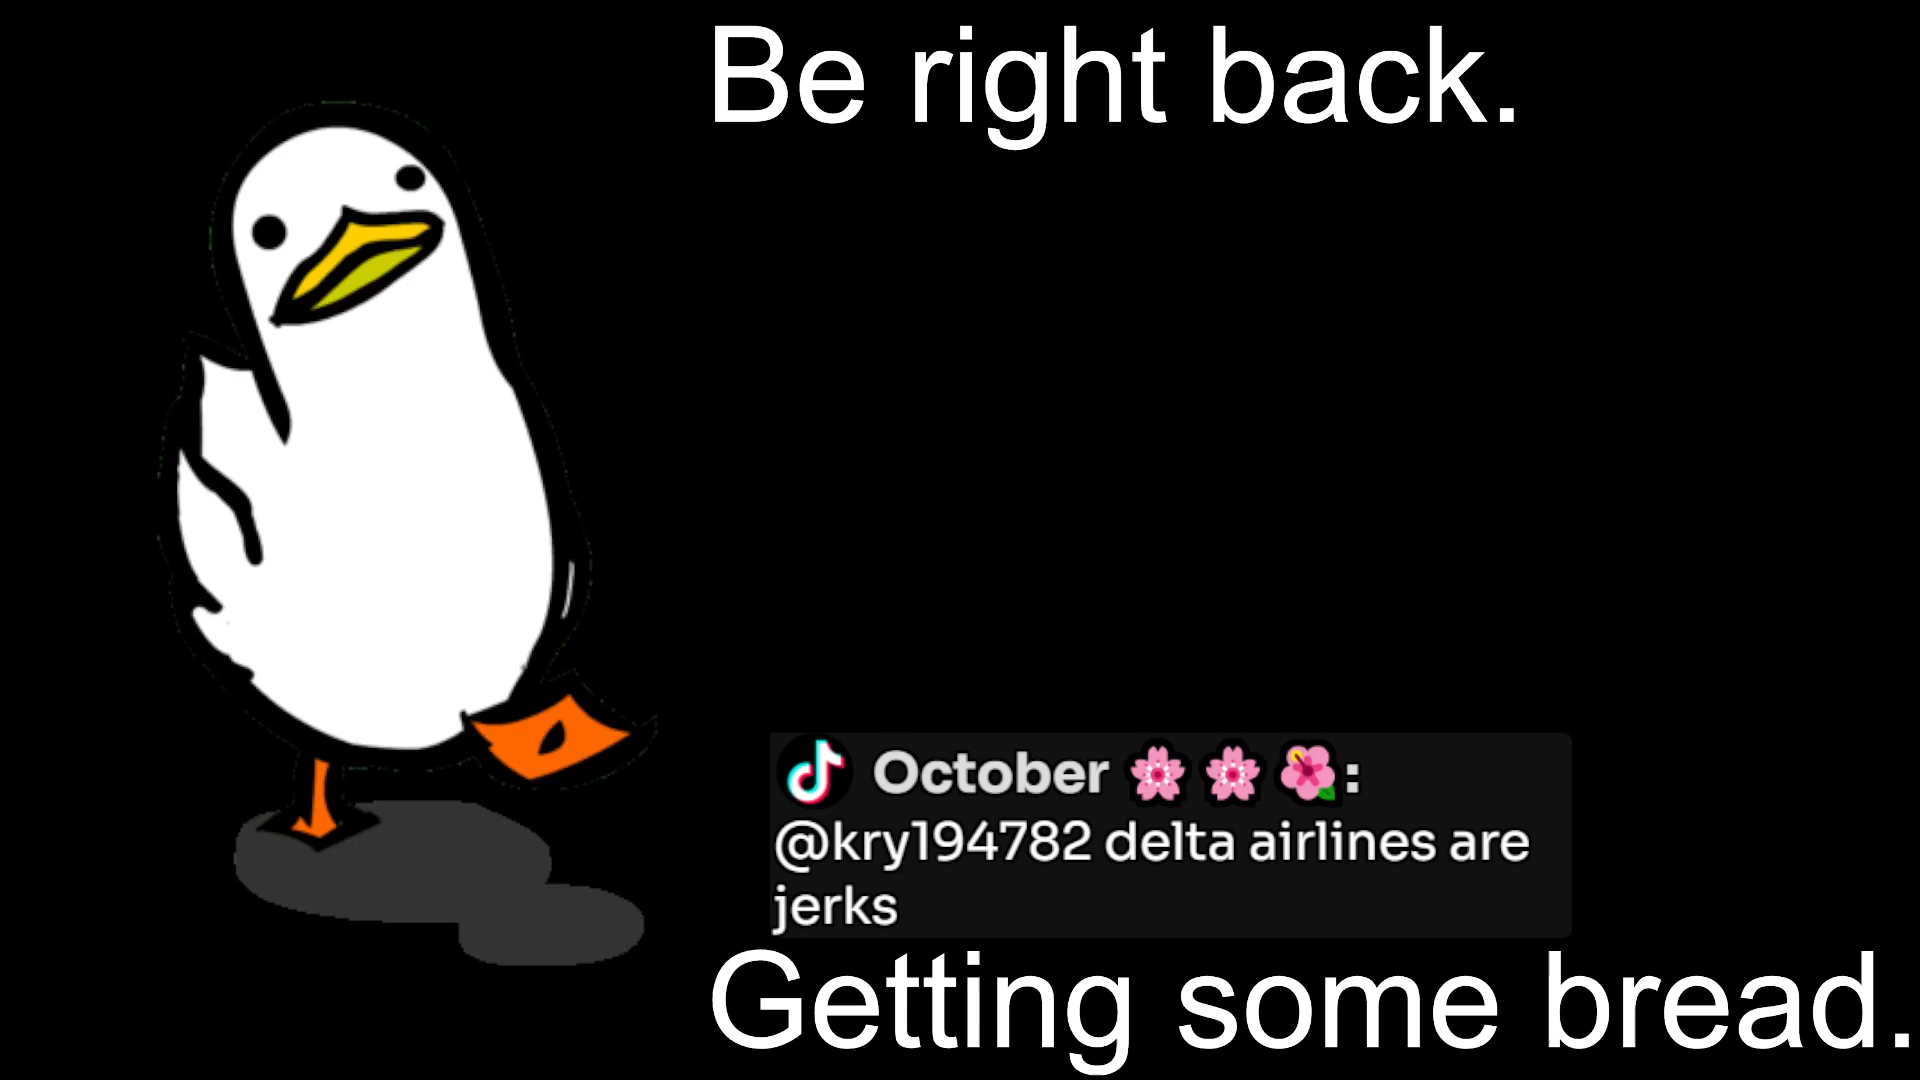 Be right back.
October 🌸🌸🌺:
@kry194782 delta airlines are
jerks
Getting some bread.